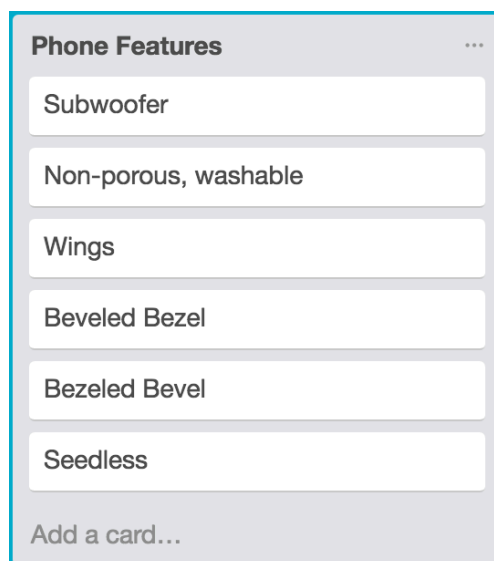 Phone Features
Subwoofer
Non-porous, washable
Wings
Beveled Bezel
Bezeled Bevel
Seedless
Add a card…